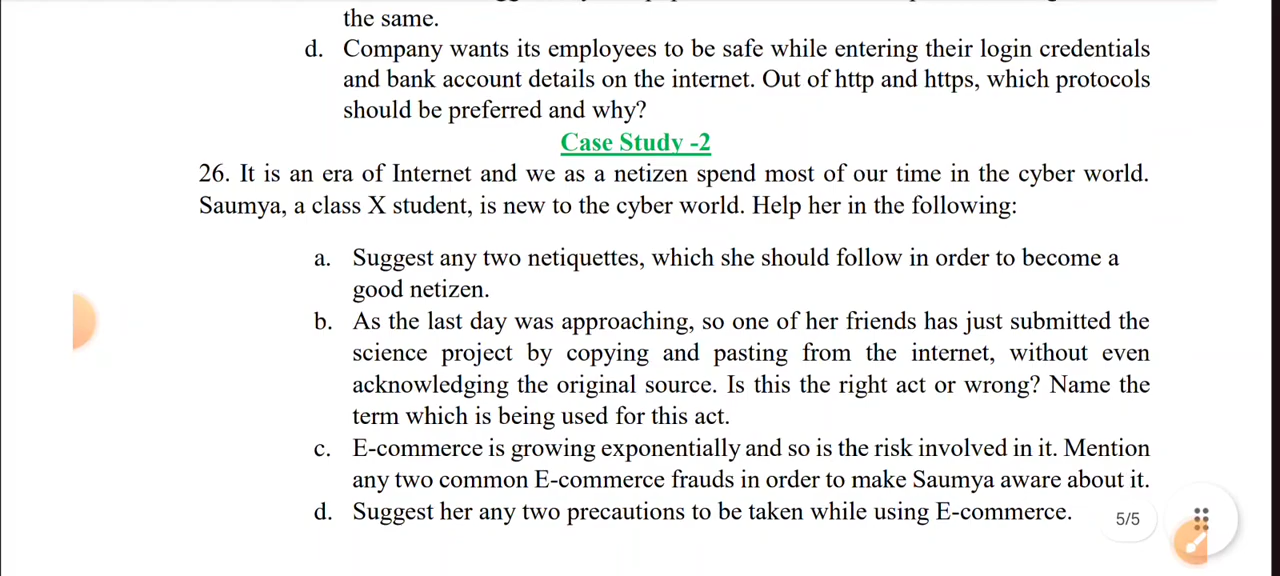 the same.
d. Company wants its employees to be safe while entering their login credentials
and bank account details on the internet. Out of http and https, which protocols
should be preferred and why?
Case Study -2
26. It is an era of Internet and we as a netizen spend most of our time in the cyber world.
Saumya, a class X student, is new to the cyber world. Help her in the following:
a. Suggest any two netiquettes, which she should follow in order to become a
good netizen.
b. As the last day was approaching, so one of her friends has just submitted the
science project by copying and pasting from the internet, without even
acknowledging the original source. Is this the right act or wrong? Name the
term which is being used for this act.
c. E-commerce is growing exponentially and so is the risk involved in it. Mention
any two common E-commerce frauds in order to make Saumya aware about it.
d. Suggest her any two precautions to be taken while using E-commerce.
5/5